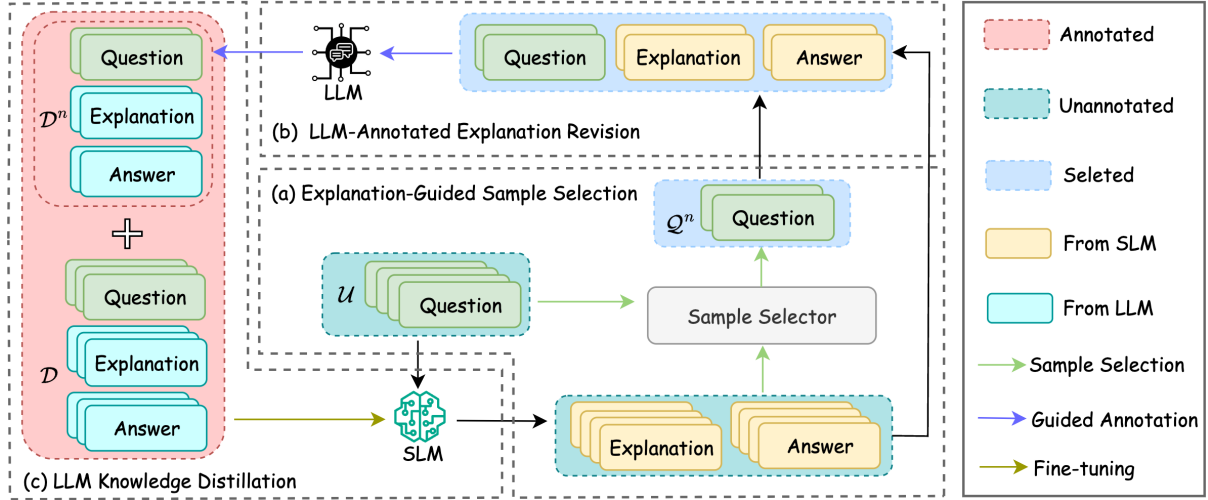 Question
𝒟ⁿ
Explanation
Answer
+
Question
𝒟
Explanation
Answer
(c) LLM Knowledge Distillation
LLM
Question
Explanation
Answer
(b) LLM-Annotated Explanation Revision
(a) Explanation-Guided Sample Selection
𝒬ⁿ
Question
𝒰
Question
Sample Selector
SLM
Explanation
Answer
Annotated
Unannotated
Seleted
From SLM
From LLM
Sample Selection
Guided Annotation
Fine-tuning